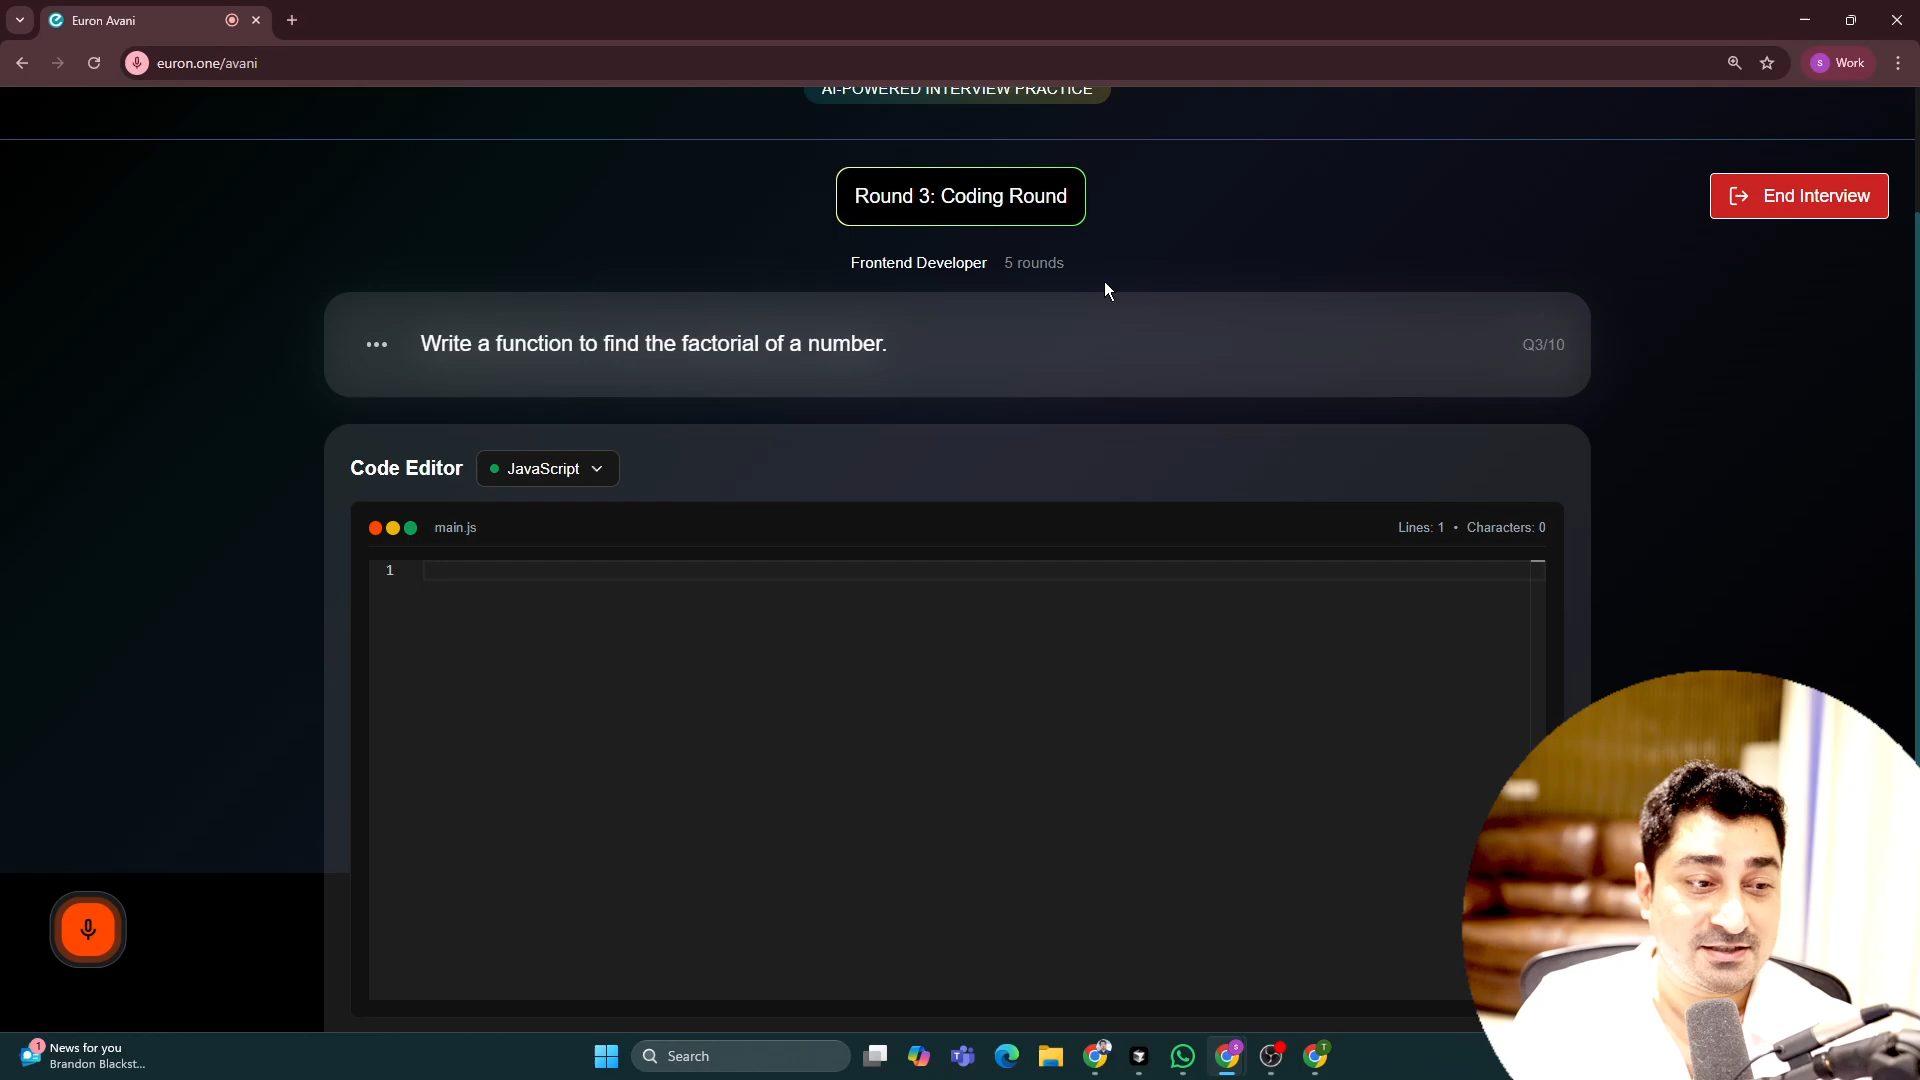 Euron Avani
euron.one/avani
Work
AI-POWERED INTERVIEW PRACTICE
Round 3: Coding Round
End Interview
Frontend Developer 5 rounds
Write a function to find the factorial of a number.
Q3/10
Code Editor
JavaScript
main.js
Lines: 1 • Characters: 0
1
1
News for you
Brandon Blackst...
Search